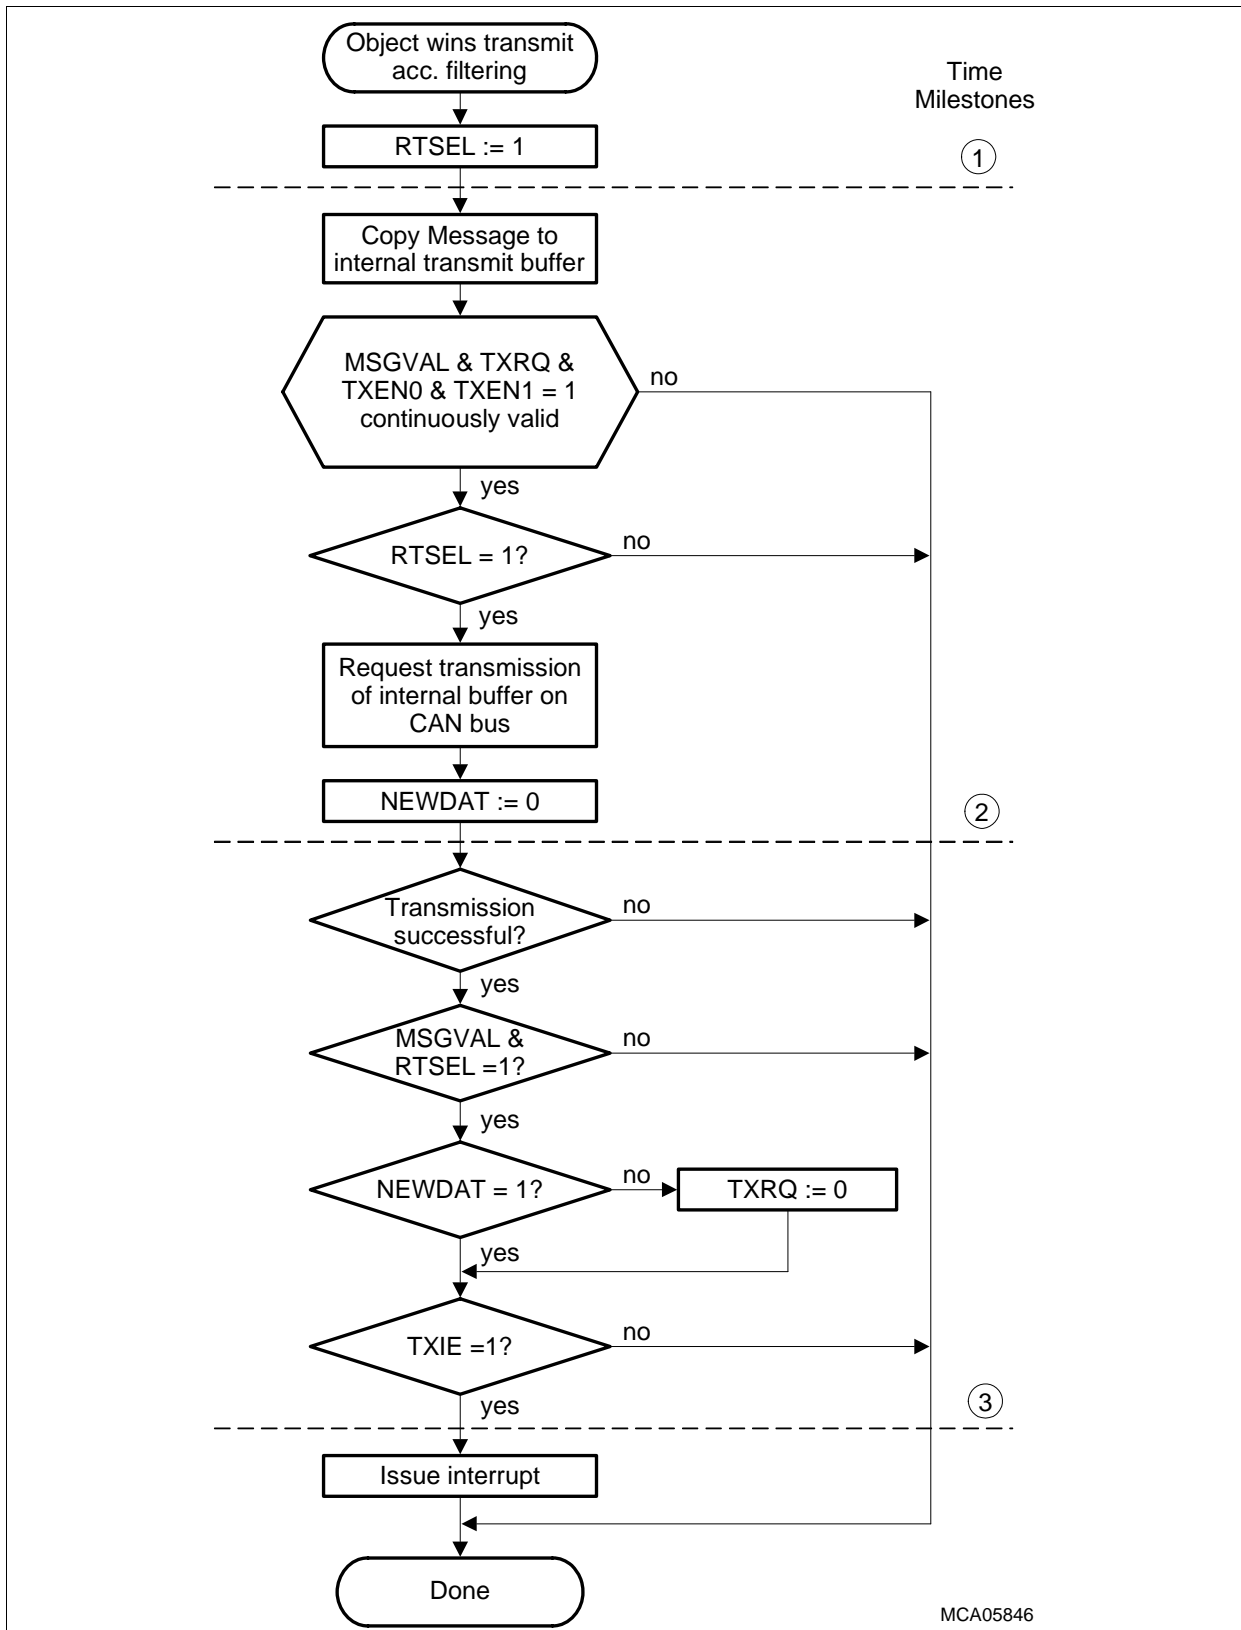 Object wins transmit
acc. filtering
Time
Milestones
RTSEL := 1
1
Copy Message to
internal transmit buffer
MSGVAL & TXRQ &
TXEN0 & TXEN1 = 1
continuously valid
no
yes
RTSEL = 1?
no
yes
Request transmission
of internal buffer on
CAN bus
NEWDAT := 0
2
Transmission
successful?
no
yes
MSGVAL &
RTSEL =1?
no
yes
NEWDAT = 1?
no
TXRQ := 0
yes
TXIE =1?
no
yes
3
Issue interrupt
Done
MCA05846